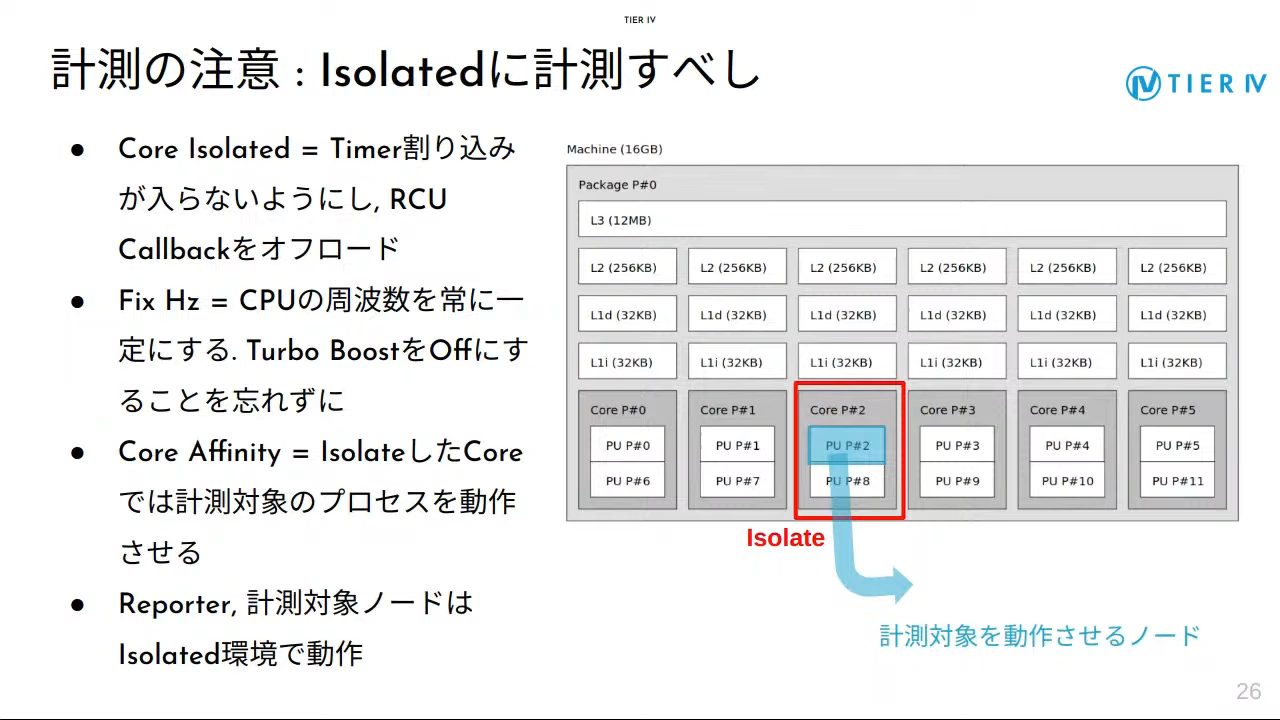 TIER IV
計測の注意 : Isolatedに計測すべし
TIER IV
● Core Isolated = Timer割り込み
が入らないようにし, RCU
Callbackをオフロード
● Fix Hz = CPUの周波数を常に一
定にする. Turbo BoostをOffにす
ることを忘れずに
● Core Affinity = IsolateしたCore
では計測対象のプロセスを動作
させる
● Reporter, 計測対象ノードは
Isolated環境で動作
Machine (16GB)
Package P#0
L3 (12MB)
L2 (256KB) L2 (256KB) L2 (256KB) L2 (256KB) L2 (256KB) L2 (256KB)
L1d (32KB) L1d (32KB) L1d (32KB) L1d (32KB) L1d (32KB) L1d (32KB)
L1i (32KB) L1i (32KB) L1i (32KB) L1i (32KB) L1i (32KB) L1i (32KB)
Core P#0 Core P#1 Core P#2 Core P#3 Core P#4 Core P#5
PU P#0 PU P#1 PU P#2 PU P#3 PU P#4 PU P#5
PU P#6 PU P#7 PU P#8 PU P#9 PU P#10 PU P#11
Isolate
計測対象を動作させるノード
26